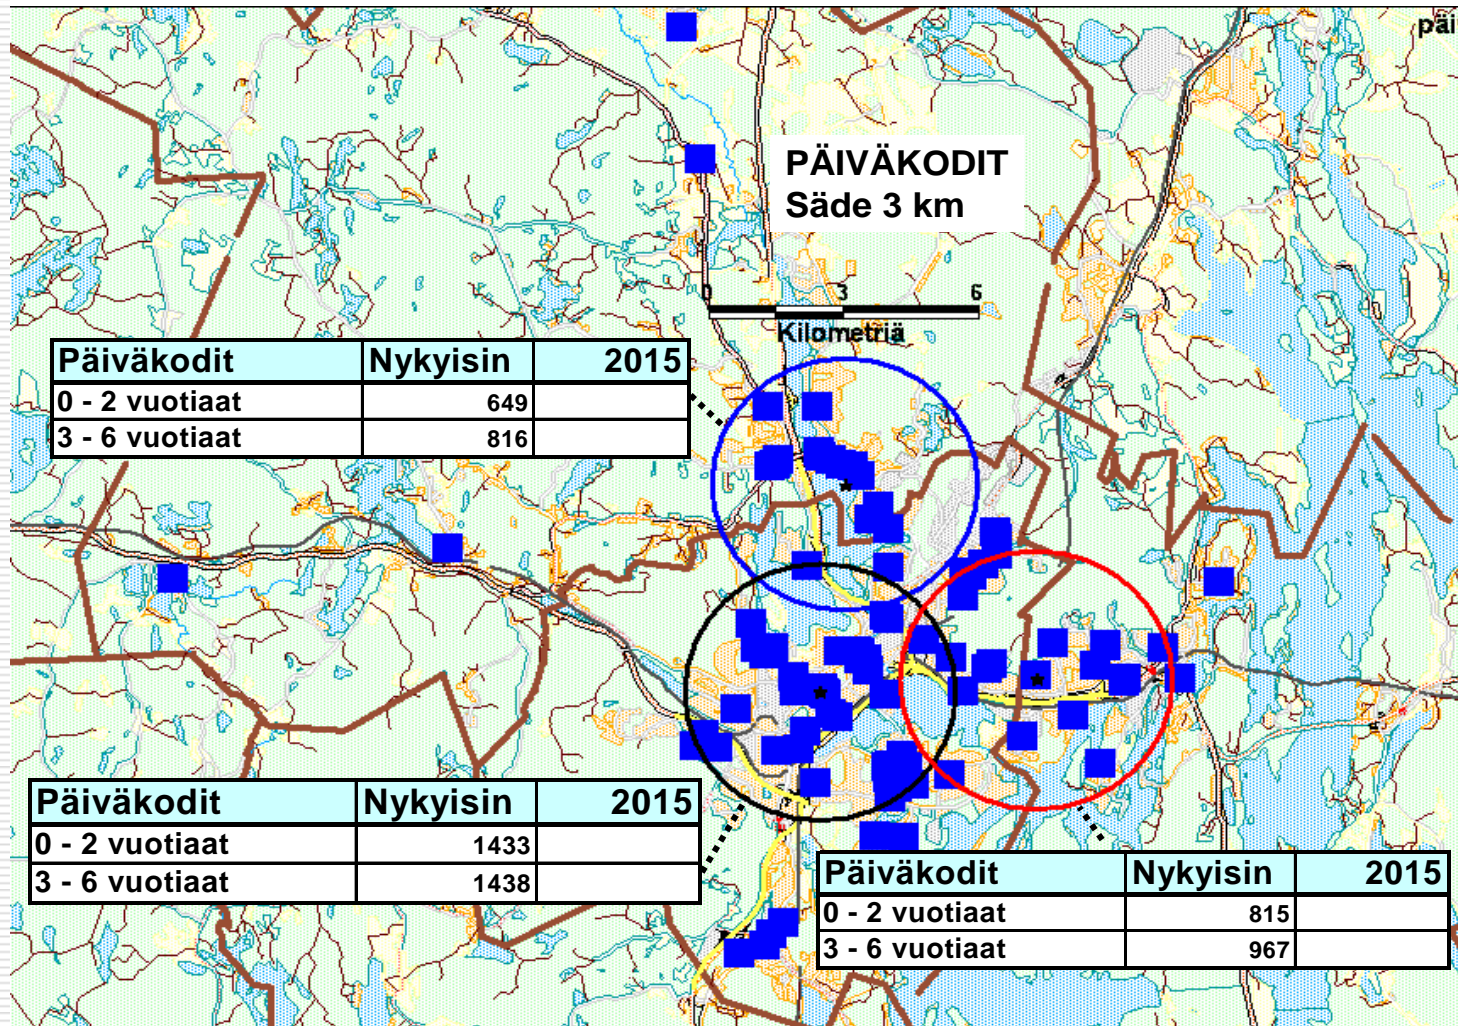 päi
PÄIVÄKODIT
Säde 3 km
0 3 6
Kilometriä
Päiväkodit Nykyisin 2015
0 - 2 vuotiaat 649
3 - 6 vuotiaat 816
Päiväkodit Nykyisin 2015
0 - 2 vuotiaat 1433
3 - 6 vuotiaat 1438
Päiväkodit Nykyisin 2015
0 - 2 vuotiaat 815
3 - 6 vuotiaat 967